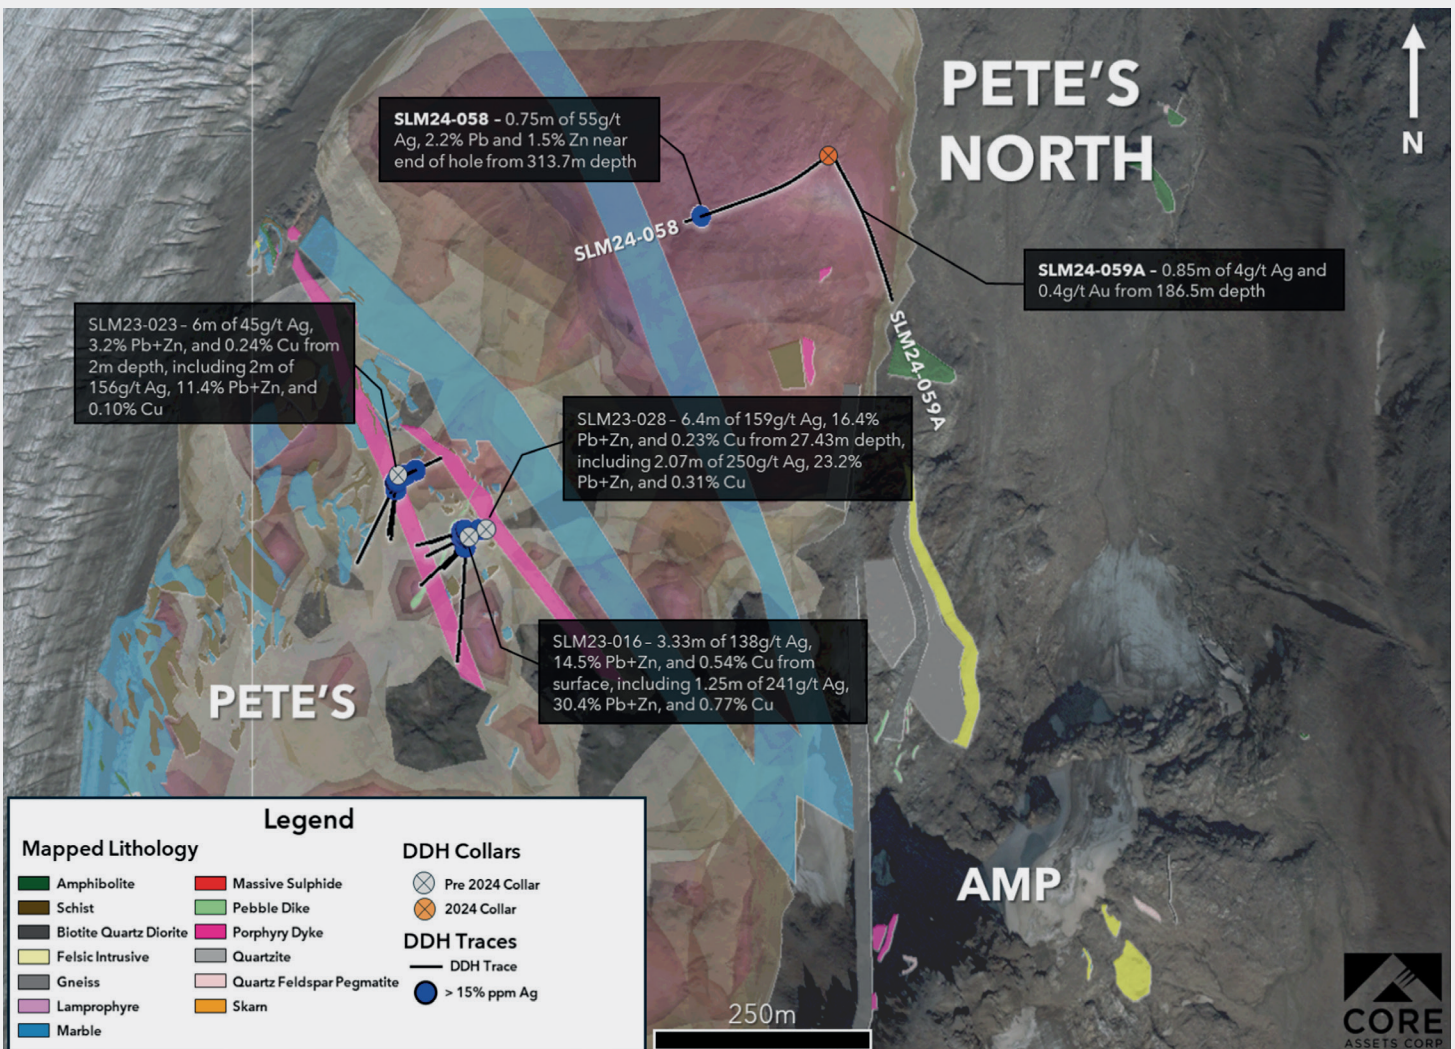 PETE'S
NORTH
N
SLM24-058 – 0.75m of 55g/t
Ag, 2.2% Pb and 1.5% Zn near
end of hole from 313.7m depth
SLM24-058
SLM24-059A – 0.85m of 4g/t Ag and
0.4g/t Au from 186.5m depth
SLM24-059A
SLM23-023 – 6m of 45g/t Ag,
3.2% Pb+Zn, and 0.24% Cu from
2m depth, including 2m of
156g/t Ag, 11.4% Pb+Zn, and
0.10% Cu
SLM23-028 – 6.4m of 159g/t Ag, 16.4%
Pb+Zn, and 0.23% Cu from 27.43m depth,
including 2.07m of 250g/t Ag, 23.2%
Pb+Zn, and 0.31% Cu
SLM23-016 – 3.33m of 138g/t Ag,
14.5% Pb+Zn, and 0.54% Cu from
surface, including 1.25m of 241g/t Ag,
30.4% Pb+Zn, and 0.77% Cu
PETE'S
AMP
Legend
Mapped Lithology
Amphibolite
Schist
Biotite Quartz Diorite
Felsic Intrusive
Gneiss
Lamprophyre
Marble
Massive Sulphide
Pebble Dike
Porphyry Dyke
Quartzite
Quartz Feldspar Pegmatite
Skarn
DDH Collars
Pre 2024 Collar
2024 Collar
DDH Traces
DDH Trace
> 15% ppm Ag
250m
CORE
ASSETS CORP